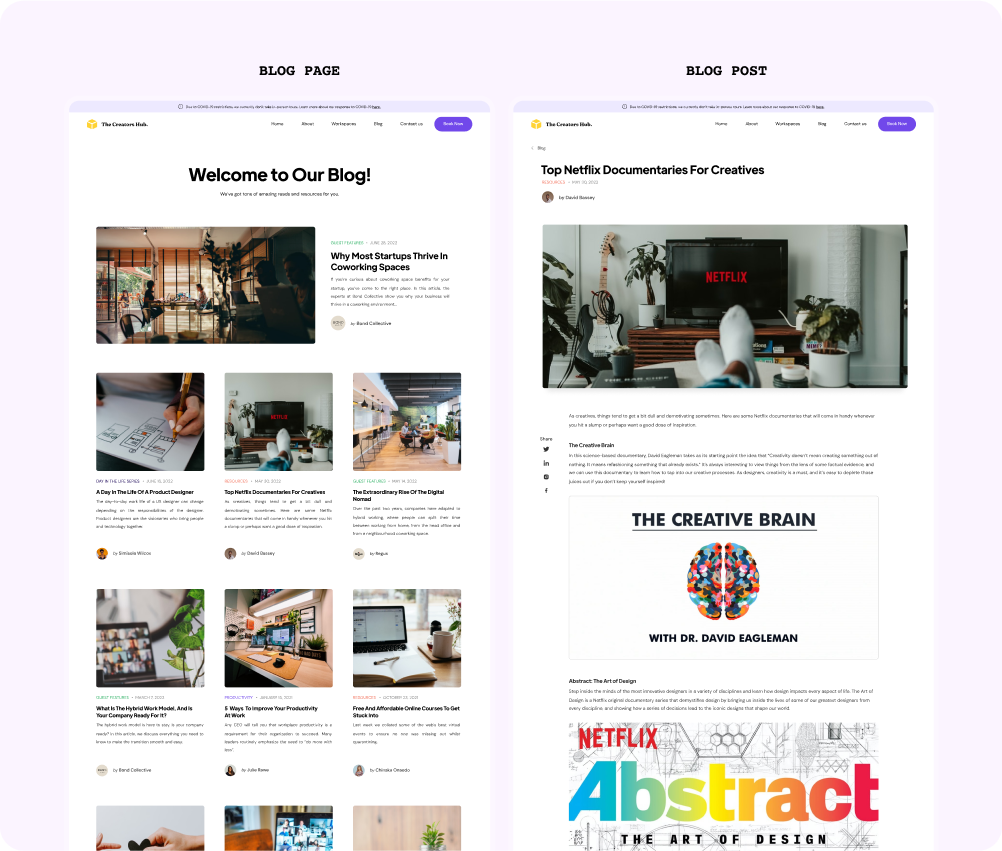 BLOG PAGE
Due to COVID-19 restrictions, we currently don't take in-person tours. Learn more about our response to COVID-19 here.
The Creators Hub.
Home
About
Workspaces
Blog
Contact us
Book Now
Welcome to Our Blog!
We've got tons of amazing reads and resources for you.
GUEST FEATURES • JUNE 28, 2022
Why Most Startups Thrive In
Coworking Spaces
If you're curious about coworking space benefits for your
startup, you've come to the right place. In this article, the
experts at Bond Collective show you why your business will
thrive in a coworking environment...
by Bond Collective
DAY IN THE LIFE SERIES • JUNE 16, 2022
A Day In The Life Of A Product Designer
The day-to-day work life of a UX designer can change
depending on the responsibilities of the designer.
Product designers are the visionaries who bring people
and technology together.
by Simisola Wilcox
NETFLIX
RESOURCES • MAY 20, 2022
Top Netflix Documentaries For Creatives
As creatives, things tend to get a bit dull and
demotivating sometimes. Here are some Netflix
documentaries that will come in handy whenever you hit
a slump or perhaps want a good dose of inspiration.
by David Bassey
GUEST FEATURES • MAY 14, 2022
The Extraordinary Rise Of The Digital
Nomad
Over the past two years, companies have adapted to
hybrid working, where people can split their time
between working from home, from the head office and
from a neighbourhood coworking space.
by Regus
GUEST FEATURES • MARCH 7, 2022
What Is The Hybrid Work Model, And Is
Your Company Ready For It?
The hybrid work model is here to stay. Is your company
ready? In this article, we discuss everything you need to
know to make the transition smooth and easy.
by Bond Collective
PRODUCTIVITY • JANUARY 15, 2021
5 Ways To Improve Your Productivity
At Work
Any CEO will tell you that workplace productivity is a
requirement for their organisation to succeed. Many
leaders routinely emphasize the need to "do more with
less".
by Julie Rowe
RESOURCES • OCTOBER 23, 2021
Free And Affordable Online Courses To Get
Stuck Into
Last week we collated some of the webs best virtual
events to ensure no one was missing out whilst
quarantining.
by Chinaka Omaedo
BLOG POST
Due to COVID-19 restrictions, we currently don't take in-person tours. Learn more about our response to COVID-19 here.
The Creators Hub.
Home
About
Workspaces
Blog
Contact us
Book Now
< Blog
Top Netflix Documentaries For Creatives
RESOURCES • MAY 20, 2022
by David Bassey
NETFLIX
As creatives, things tend to get a bit dull and demotivating sometimes. Here are some Netflix documentaries that will come in handy whenever
you hit a slump or perhaps want a good dose of inspiration.
Share
The Creative Brain
In this science-based documentary, David Eagleman takes as its starting point the idea that "Creativity doesn't mean creating something out of
nothing. It means refashioning something that already exists." It's always interesting to view things from the lens of some factual evidence, and
we can use this documentary to learn how to tap into our creative processes. As designers, creativity is a must, and it's easy to deplete those
juices out if you don't keep yourself inspired!
THE CREATIVE BRAIN
WITH DR. DAVID EAGLEMAN
Abstract: The Art of Design
Step inside the minds of the most innovative designers in a variety of disciplines and learn how design impacts every aspect of life. The Art of
Design is a Netflix original documentary series that demystifies design by bringing us inside the lives of some of our greatest designers from
every discipline and showing how a series of decisions lead to the iconic designs that shape our world.
NETFLIX
Abstract
THE ART OF DESIGN